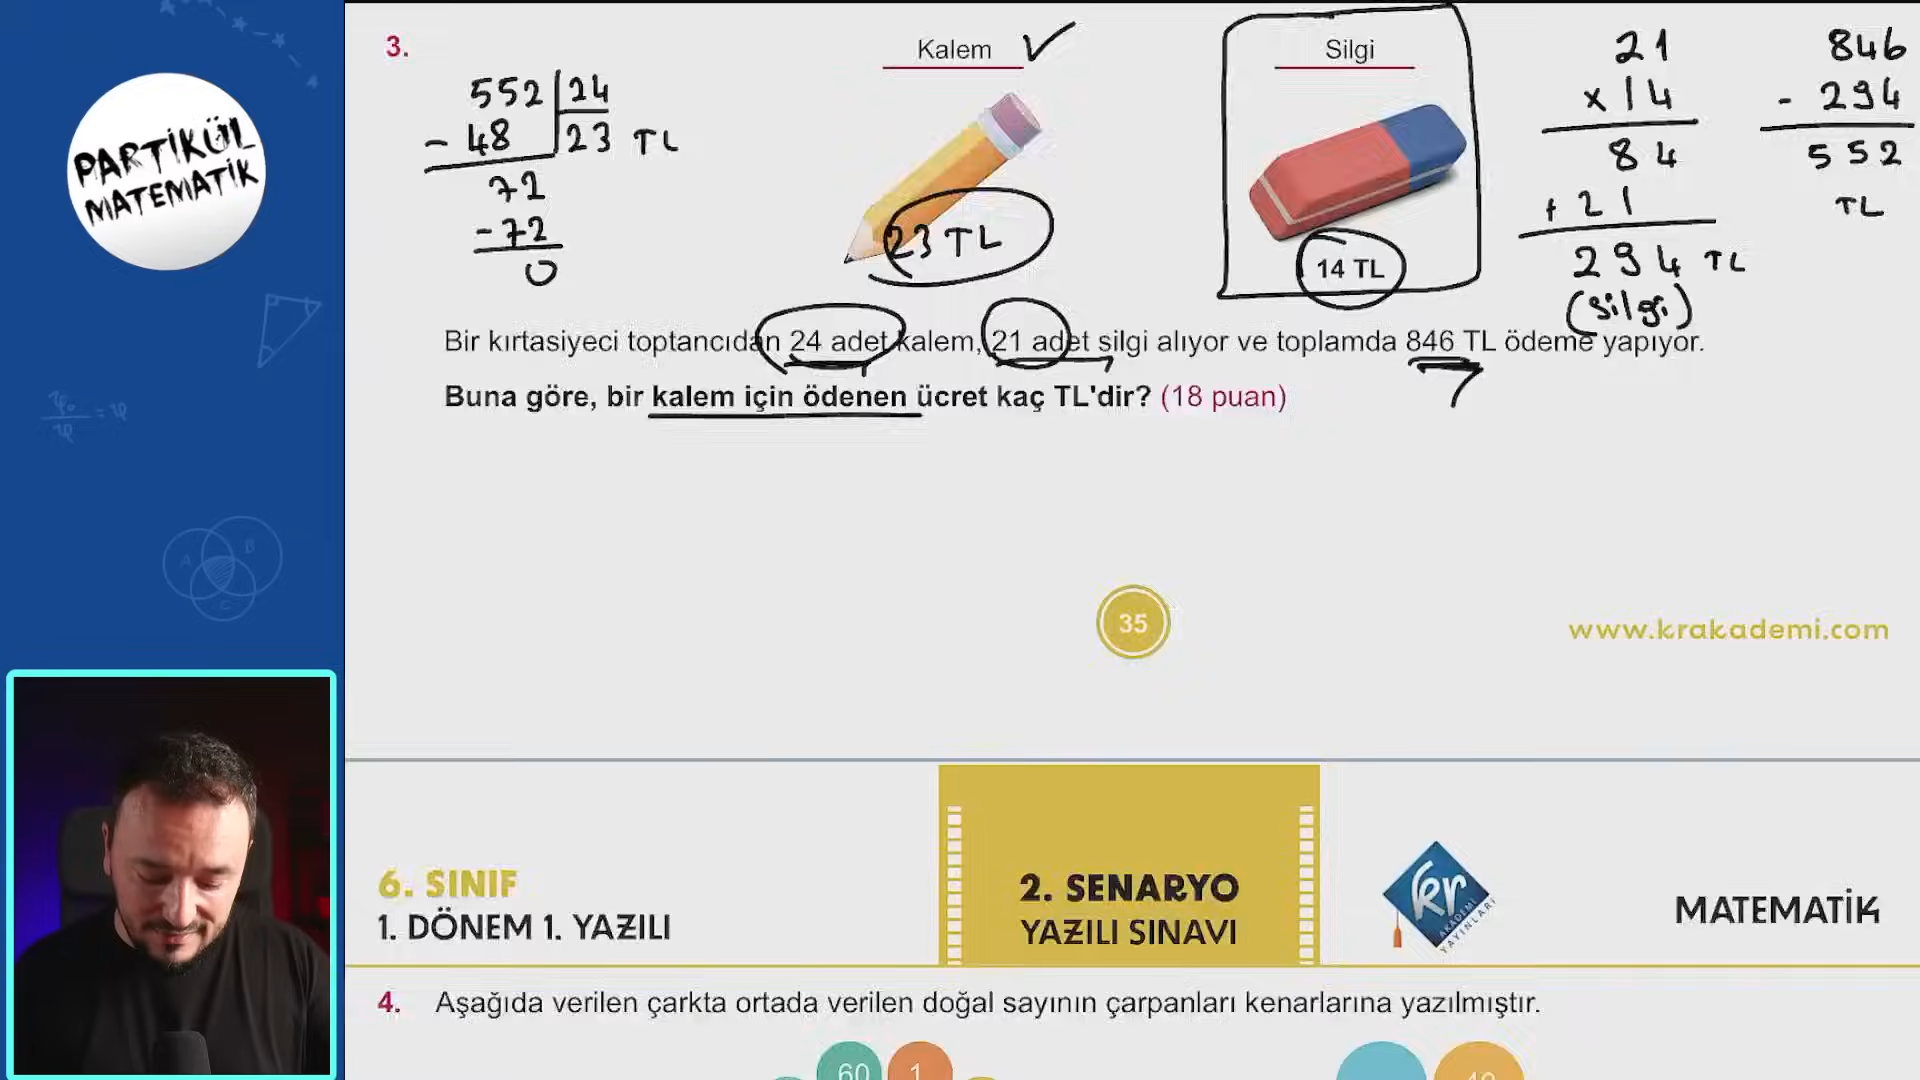 PARTİKÜL
MATEMATİK
3.
552 24
- 48 23 TL
72
-72
0
Kalem
23 TL
Silgi
14 TL
21
x 14
84
+ 21
294 TL
(Silgi)
846
- 294
552
TL
Bir kırtasiyeci toptancıdan 24 adet kalem, 21 adet silgi alıyor ve toplamda 846 TL ödeme yapıyor.
Buna göre, bir kalem için ödenen ücret kaç TL'dir? (18 puan)
A B
C
35
www.krakademi.com
6. SINIF
1. DÖNEM 1. YAZILI
2. SENARYO
YAZILI SINAVI
kr
AKADEMİ
YAYINLARI
MATEMATİK
4. Aşağıda verilen çarkta ortada verilen doğal sayının çarpanları kenarlarına yazılmıştır.
60 1